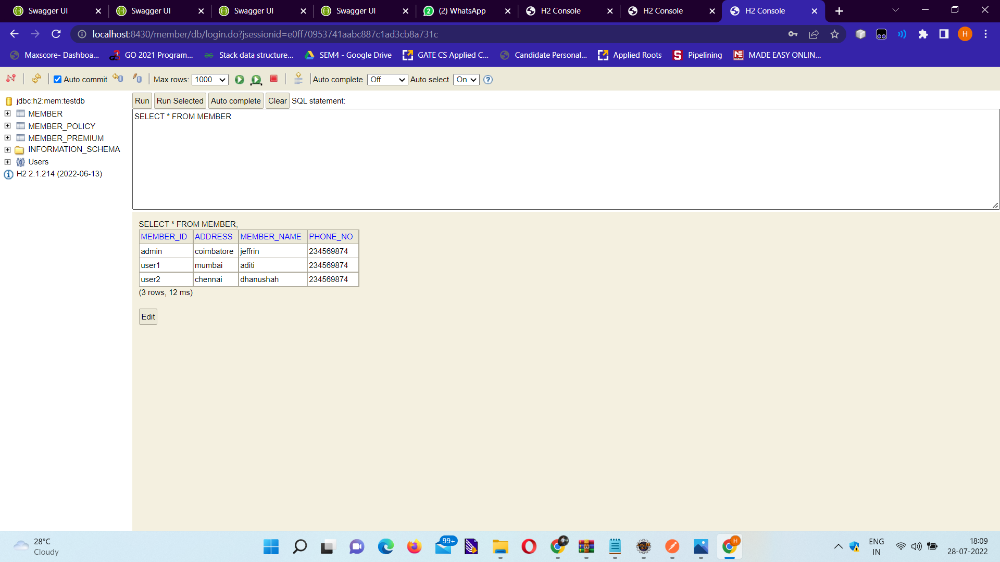 Swagger UI Swagger UI Swagger UI Swagger UI (2) WhatsApp H2 Console H2 Console H2 Console
localhost:8430/member/db/login.do?jsessionid=e0ff70953741aabc887c1ad3cb8a731c H
Maxscore- Dashboa... GO 2021 Program... Stack data structure... SEM4 - Google Drive GATE CS Applied C... Candidate Personal... Applied Roots Pipelining MADE EASY ONLIN...
Auto commit Max rows: 1000 Auto complete Off Auto select On
jdbc:h2:mem:testdb
MEMBER
MEMBER_POLICY
MEMBER_PREMIUM
INFORMATION_SCHEMA
Users
H2 2.1.214 (2022-06-13)
Run Run Selected Auto complete Clear SQL statement:
SELECT * FROM MEMBER
SELECT * FROM MEMBER;
MEMBER_ID ADDRESS MEMBER_NAME PHONE_NO
admin coimbatore jeffrin 234569874
user1 mumbai aditi 234569874
user2 chennai dhanushah 234569874
(3 rows, 12 ms)
Edit
28°C
Cloudy
99+
ENG
IN
18:09
28-07-2022